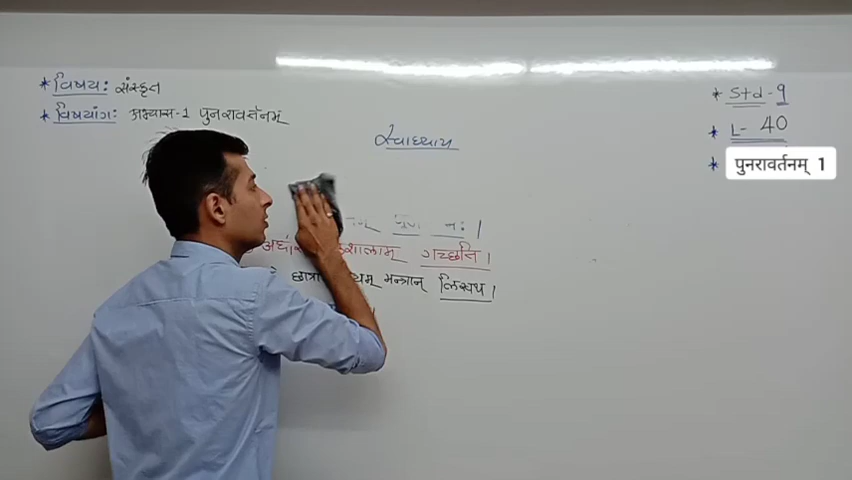 * विषय: संस्कृत
* विषयांग: अभ्यास-1 पुनरावर्तनम्
स्वाध्याय
नः।
शालाम् गच्छति।
छात्रा मन्त्रान् लिखथ।
* Std - 9
* L- 40
* पुनरावर्तनम् 1